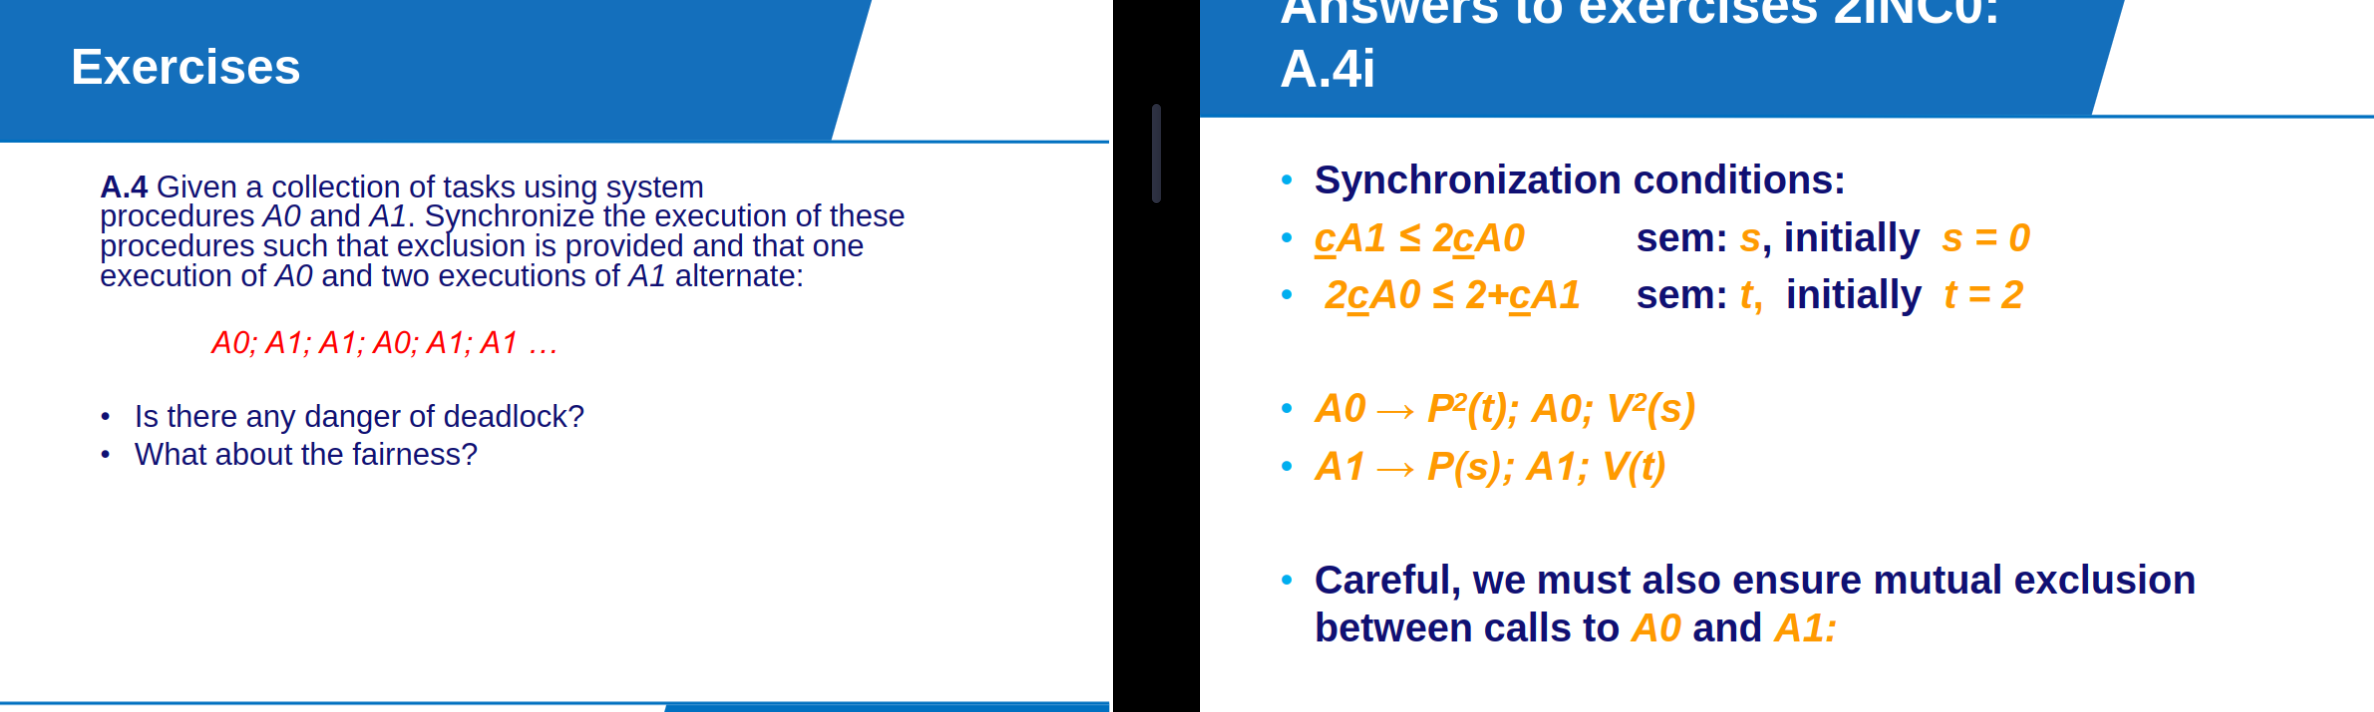 Exercises
A.4 Given a collection of tasks using system
procedures A0 and A1. Synchronize the execution of these
procedures such that exclusion is provided and that one
execution of A0 and two executions of A1 alternate:
A0; A1; A1; A0; A1; A1 …
• Is there any danger of deadlock?
• What about the fairness?
Answers to exercises 2INC0:
A.4i
• Synchronization conditions:
• cA1 ≤ 2cA0 sem: s, initially s = 0
• 2cA0 ≤ 2+cA1 sem: t, initially t = 2
• A0 → P²(t); A0; V²(s)
• A1 → P(s); A1; V(t)
• Careful, we must also ensure mutual exclusion
between calls to A0 and A1: